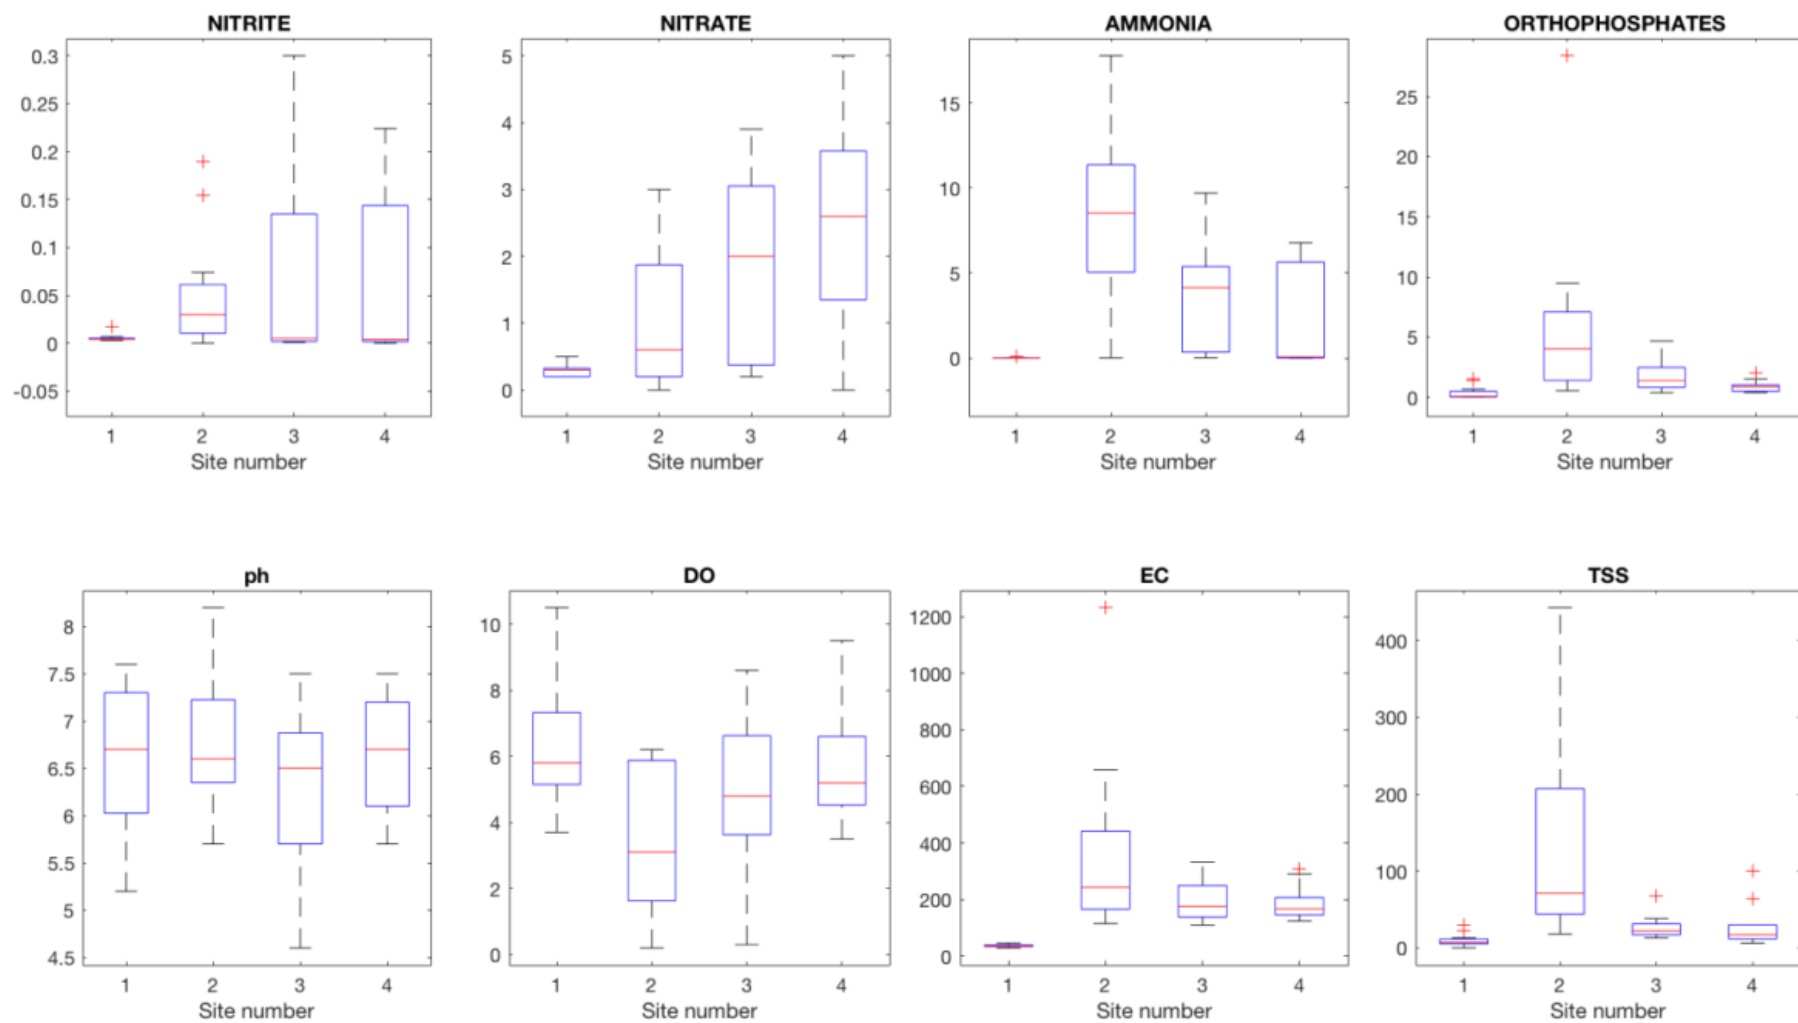 NITRITE
0.3
0.25
0.2
0.15
0.1
0.05
0
-0.05
1 2 3 4
Site number
NITRATE
5
4
3
2
1
0
1 2 3 4
Site number
AMMONIA
15
10
5
0
1 2 3 4
Site number
ORTHOPHOSPHATES
25
20
15
10
5
0
1 2 3 4
Site number
ph
8
7.5
7
6.5
6
5.5
5
4.5
1 2 3 4
Site number
DO
10
8
6
4
2
0
1 2 3 4
Site number
EC
1200
1000
800
600
400
200
0
1 2 3 4
Site number
TSS
400
300
200
100
0
1 2 3 4
Site number